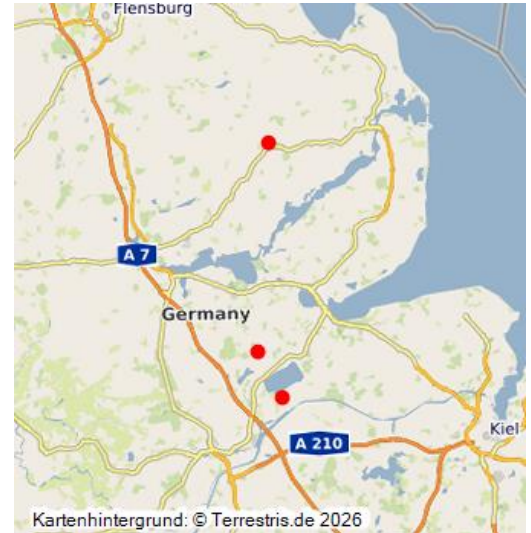 Flensburg
A 7
Germany
A 210
Kiel
Kartenhintergrund: © Terrestris.de 2026